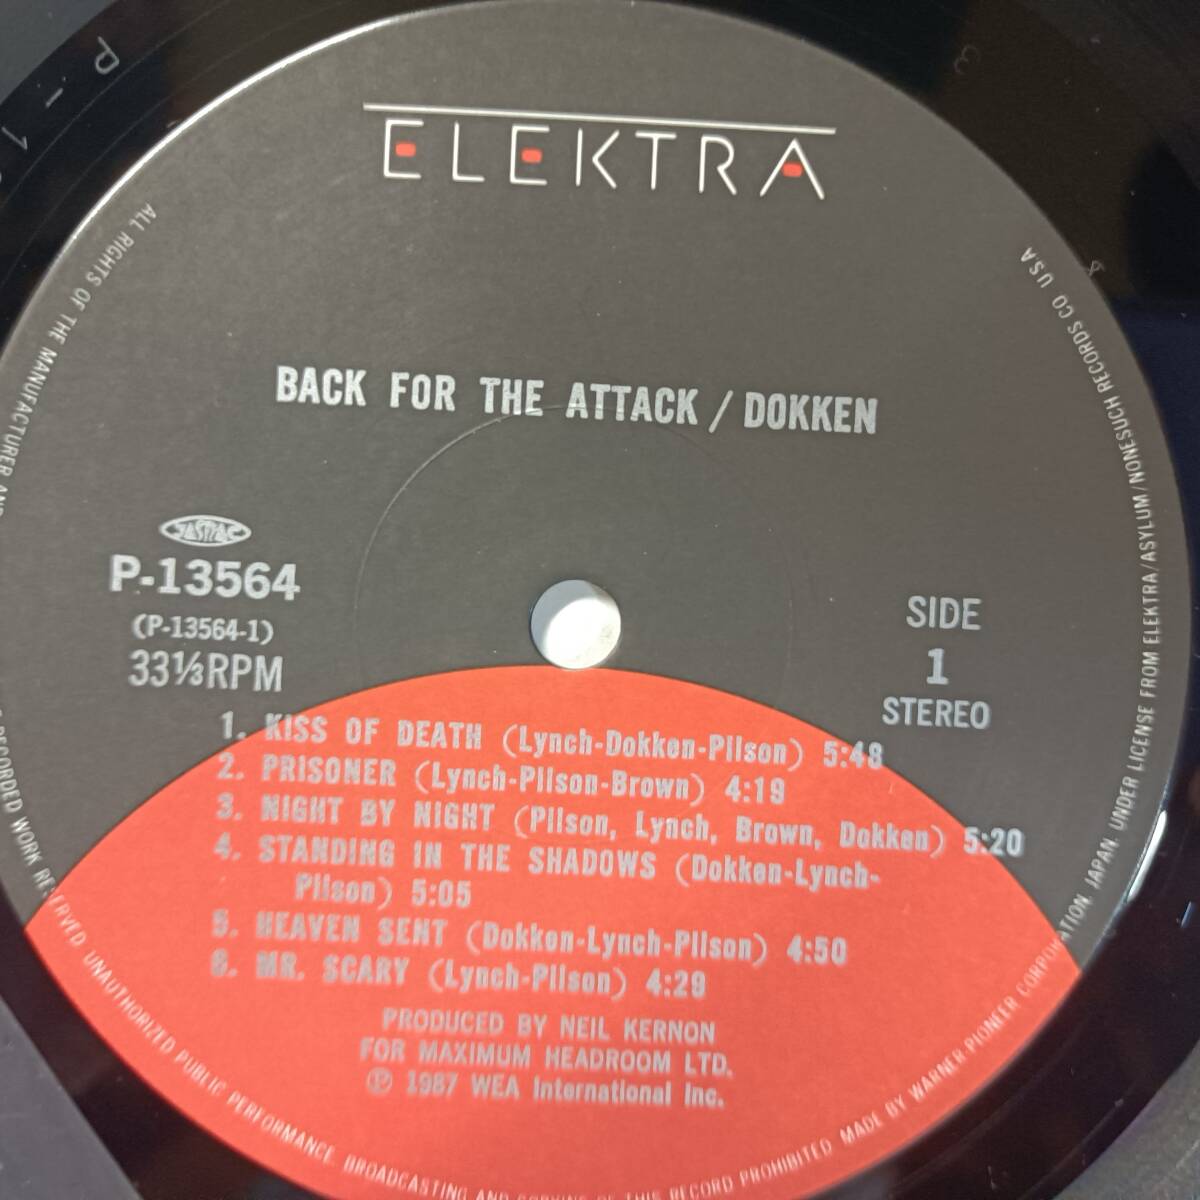 ELEKTRA
BACK FOR THE ATTACK / DOKKEN
JASRAC
P-13564
(P-13564-1)
33⅓RPM
SIDE
1
STEREO
1. KISS OF DEATH (Lynch-Dokken-Pilson) 5:48
2. PRISONER (Lynch-Pilson-Brown) 4:19
3. NIGHT BY NIGHT (Pilson, Lynch, Brown, Dokken) 5:20
4. STANDING IN THE SHADOWS (Dokken-Lynch-
Pilson) 5:05
5. HEAVEN SENT (Dokken-Lynch-Pilson) 4:50
6. MR. SCARY (Lynch-Pilson) 4:29
PRODUCED BY NEIL KERNON
FOR MAXIMUM HEADROOM LTD.
Ⓟ 1987 WEA International Inc.
ALL RIGHTS OF THE MANUFACTURER AND
RECORDED WORK RESERVED UNAUTHORIZED PUBLIC PERFORMANCE BROADCASTING AND COPYING OF THIS RECORD PROHIBITED MADE BY WARNER-PIONEER CORPORATION, JAPAN, UNDER LICENSE FROM ELEKTRA/ASYLUM/NONESUCH RECORDS CO USA